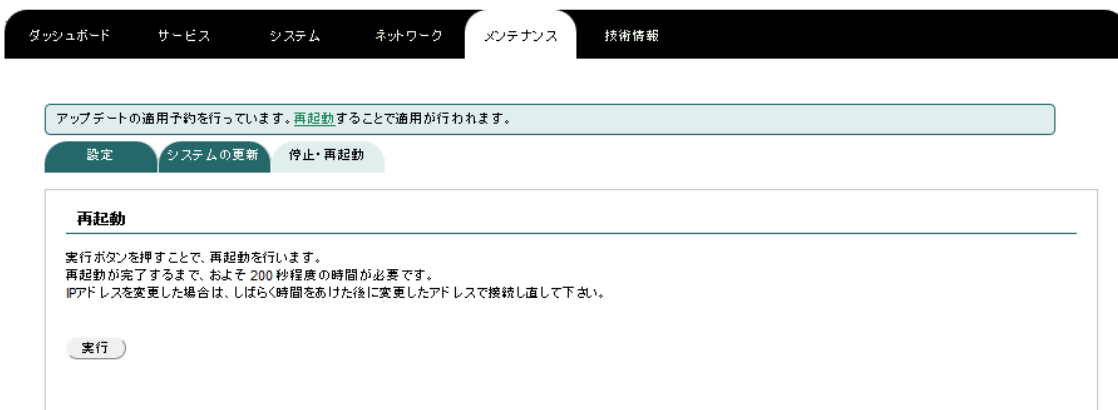 ダッシュボード サービス システム ネットワーク メンテナンス 技術情報
アップデートの適用予約を行っています。再起動することで適用が行われます。
設定 システムの更新 停止・再起動
再起動
実行ボタンを押すことで、再起動を行います。
再起動が完了するまで、およそ 200 秒程度の時間が必要です。
IPアドレスを変更した場合は、しばらく時間をあけた後に変更したアドレスで接続し直して下さい。
実行